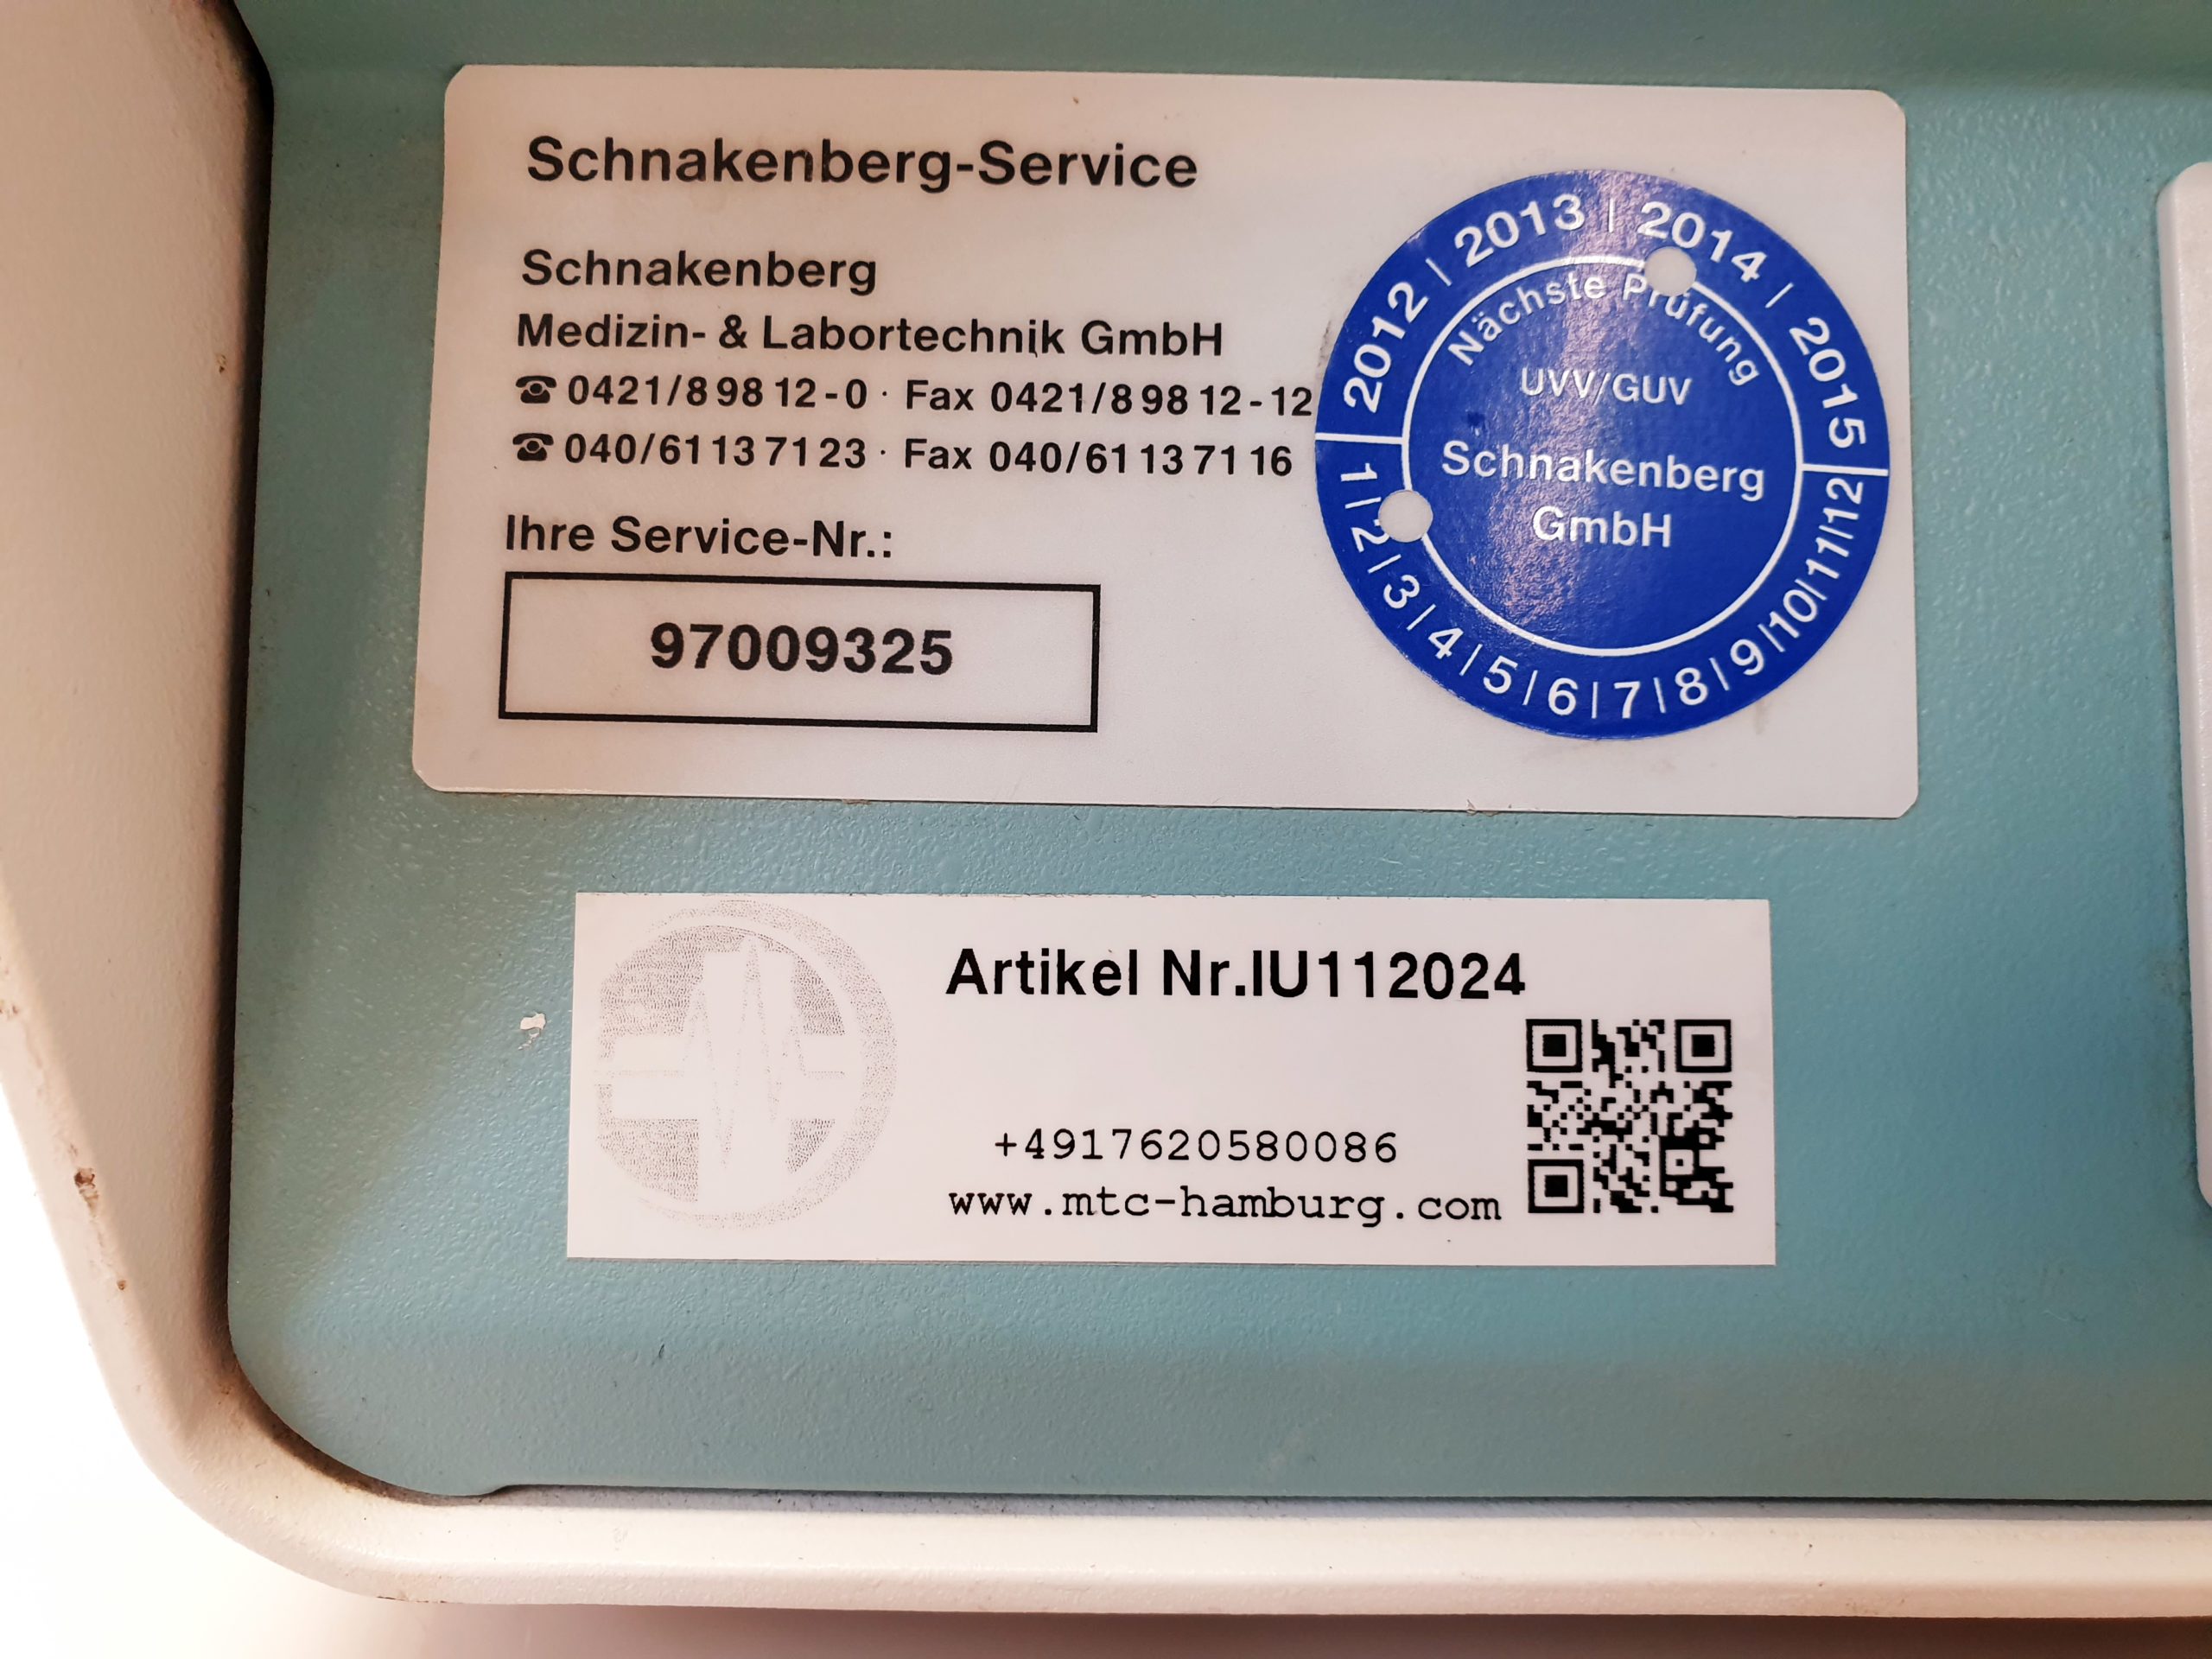 Schnakenberg-Service
Schnakenberg
Medizin- & Labortechnik GmbH
☎ 0421/8 98 12-0 · Fax 0421/8 98 12-12
☎ 040/61 13 71 23 · Fax 040/61 13 71 16
Ihre Service-Nr.:
97009325
2012 | 2013 | 2014 | 2015
Nächste Prüfung
UVV/GUV
Schnakenberg
GmbH
1|2|3|4|5|6|7|8|9|10|11|12
Artikel Nr.IU112024
+4917620580086
www.mtc-hamburg.com